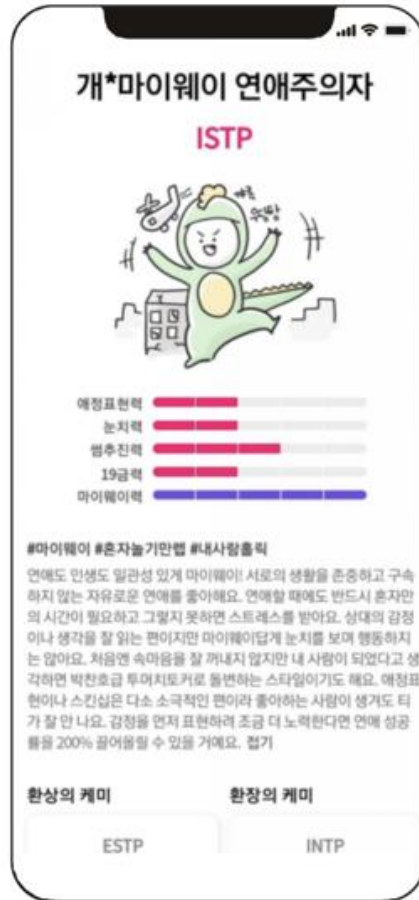 개*마이웨이 연애주의자
ISTP
애정표현력
눈치력
썸추진력
19금력
마이웨이력
#마이웨이 #혼자놀기만렙 #내사랑홀릭
연애도 인생도 일관성 있게 마이웨이! 서로의 생활을 존중하고 구속
하지 않는 자유로운 연애를 좋아해요. 연애할 때에도 반드시 혼자만
의 시간이 필요하고 그렇지 못하면 스트레스를 받아요. 상대의 감정
이나 생각을 잘 읽는 편이지만 마이웨이답게 눈치를 보며 행동하지
는 않아요. 처음엔 속마음을 잘 꺼내지 않지만 내 사람이 되었다고 생
각하면 박찬호급 투머치토커로 돌변하는 스타일이기도 해요. 애정표
현이나 스킨십은 다소 소극적인 편이라 좋아하는 사람이 생겨도 티
가 잘 안 나요. 감정을 먼저 표현하려 조금 더 노력한다면 연애 성공
률을 200% 끌어올릴 수 있을 거예요. 접기
환상의 케미 환장의 케미
ESTP INTP